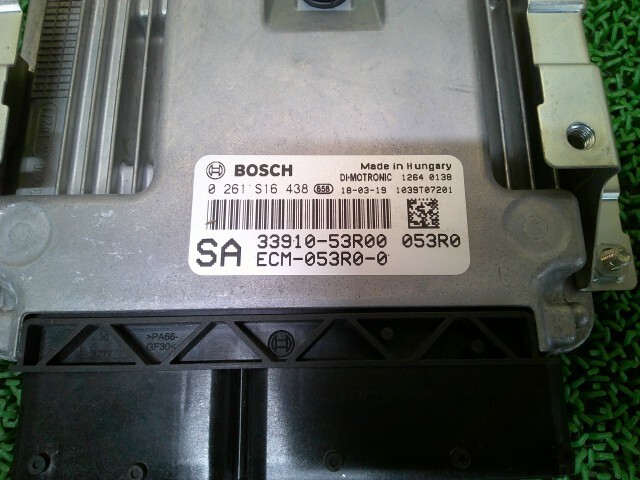 BOSCH
Made in Hungary
DI-MOTRONIC 1264 0138
0 261 S16 438 658 18-03-19 1039T07201
SA 33910-53R00 053R0
ECM-053R0-0
>PA66-
GF30<